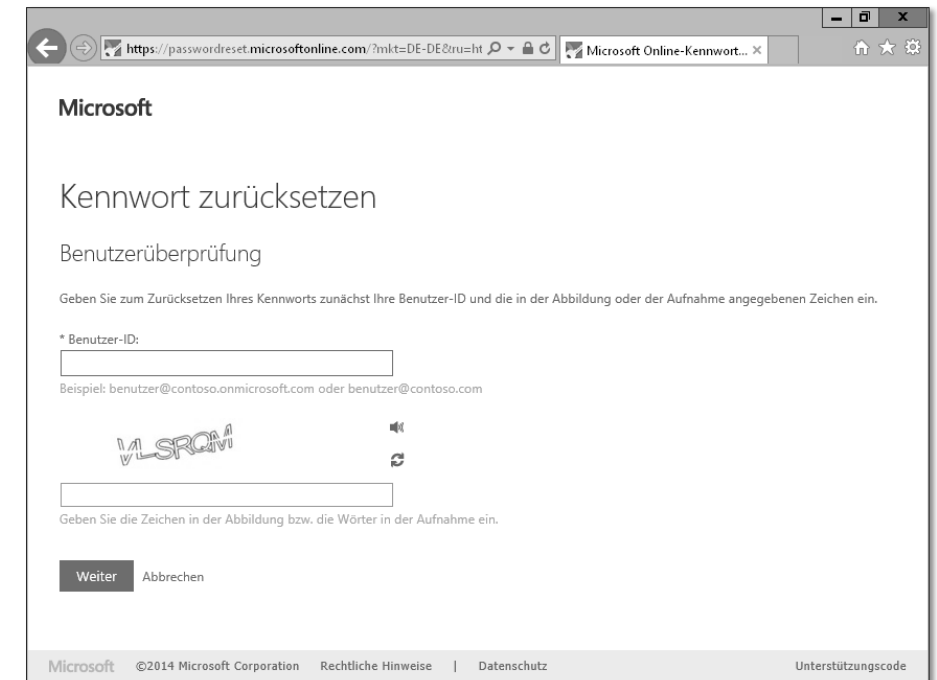 https://passwordreset.microsoftonline.com/?mkt=DE-DE&ru=ht
Microsoft Online-Kennwort...
Microsoft
Kennwort zurücksetzen
Benutzerüberprüfung
Geben Sie zum Zurücksetzen Ihres Kennworts zunächst Ihre Benutzer-ID und die in der Abbildung oder der Aufnahme angegebenen Zeichen ein.
* Benutzer-ID:
Beispiel: benutzer@contoso.onmicrosoft.com oder benutzer@contoso.com
Geben Sie die Zeichen in der Abbildung bzw. die Wörter in der Aufnahme ein.
Weiter Abbrechen
Microsoft ©2014 Microsoft Corporation Rechtliche Hinweise | Datenschutz Unterstützungscode